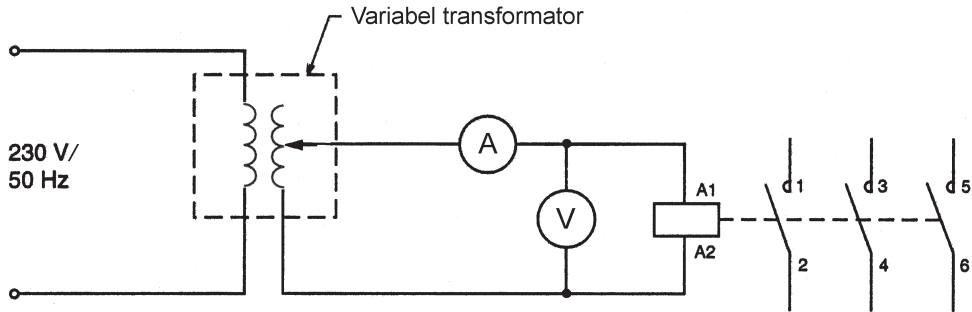 Variabel transformator
230 V/
50 Hz
A
V
A1
A2
1
3
5
2
4
6